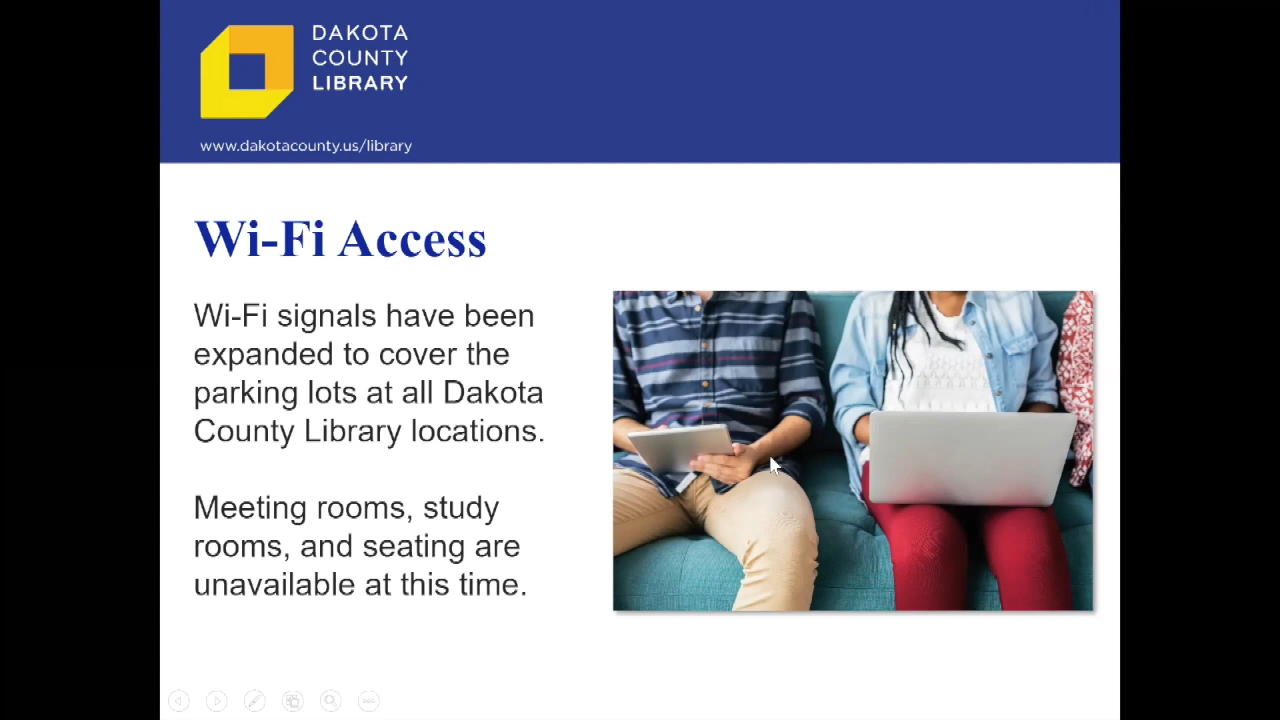 DAKOTA
COUNTY
LIBRARY
www.dakotacounty.us/library
Wi-Fi Access
Wi-Fi signals have been
expanded to cover the
parking lots at all Dakota
County Library locations.
Meeting rooms, study
rooms, and seating are
unavailable at this time.